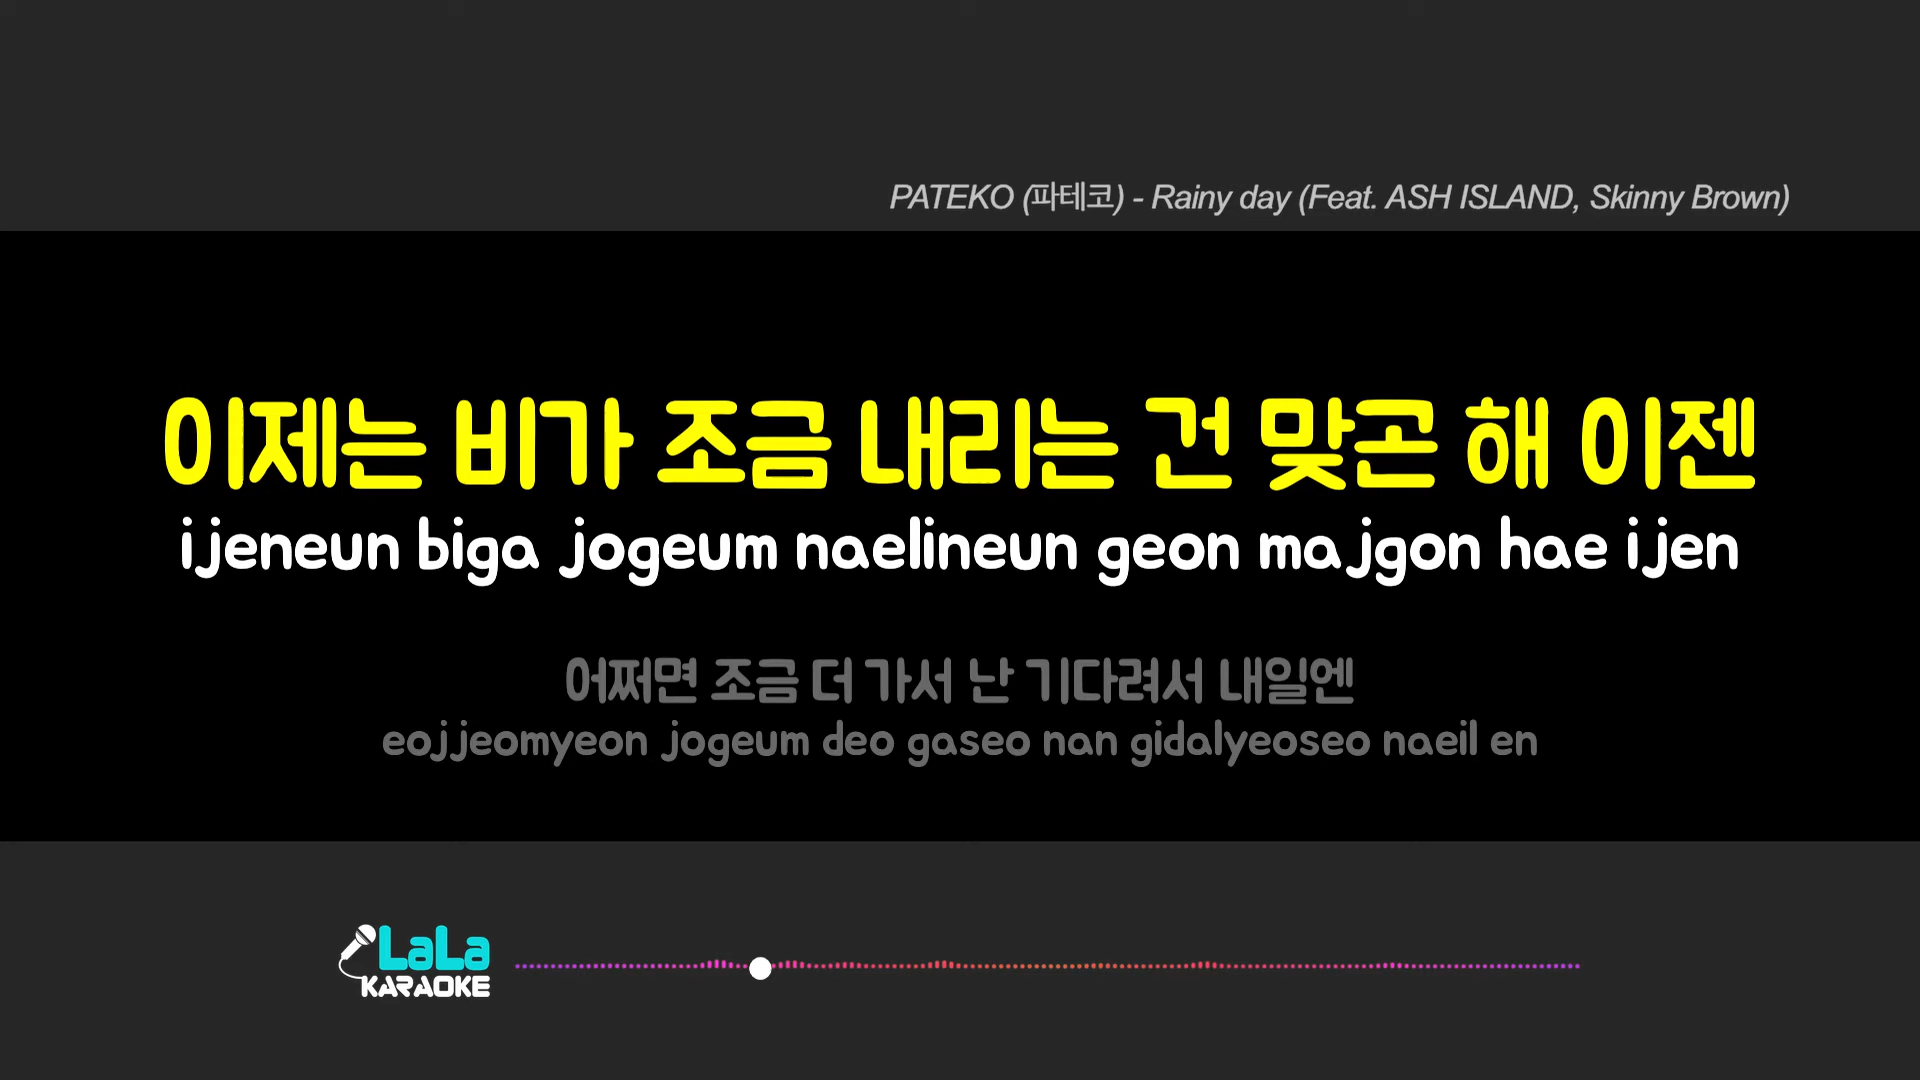 PATEKO (파테코) - Rainy day (Feat. ASH ISLAND, Skinny Brown)
이제는 비가 조금 내리는 건 맞곤 해 이젠
ijeneun biga jogeum naelineun geon majgon hae ijen
어쩌면 조금 더 가서 난 기다려서 내일엔
eojjeomyeon jogeum deo gaseo nan gidalyeoseo naeil en
LaLa
KARAOKE